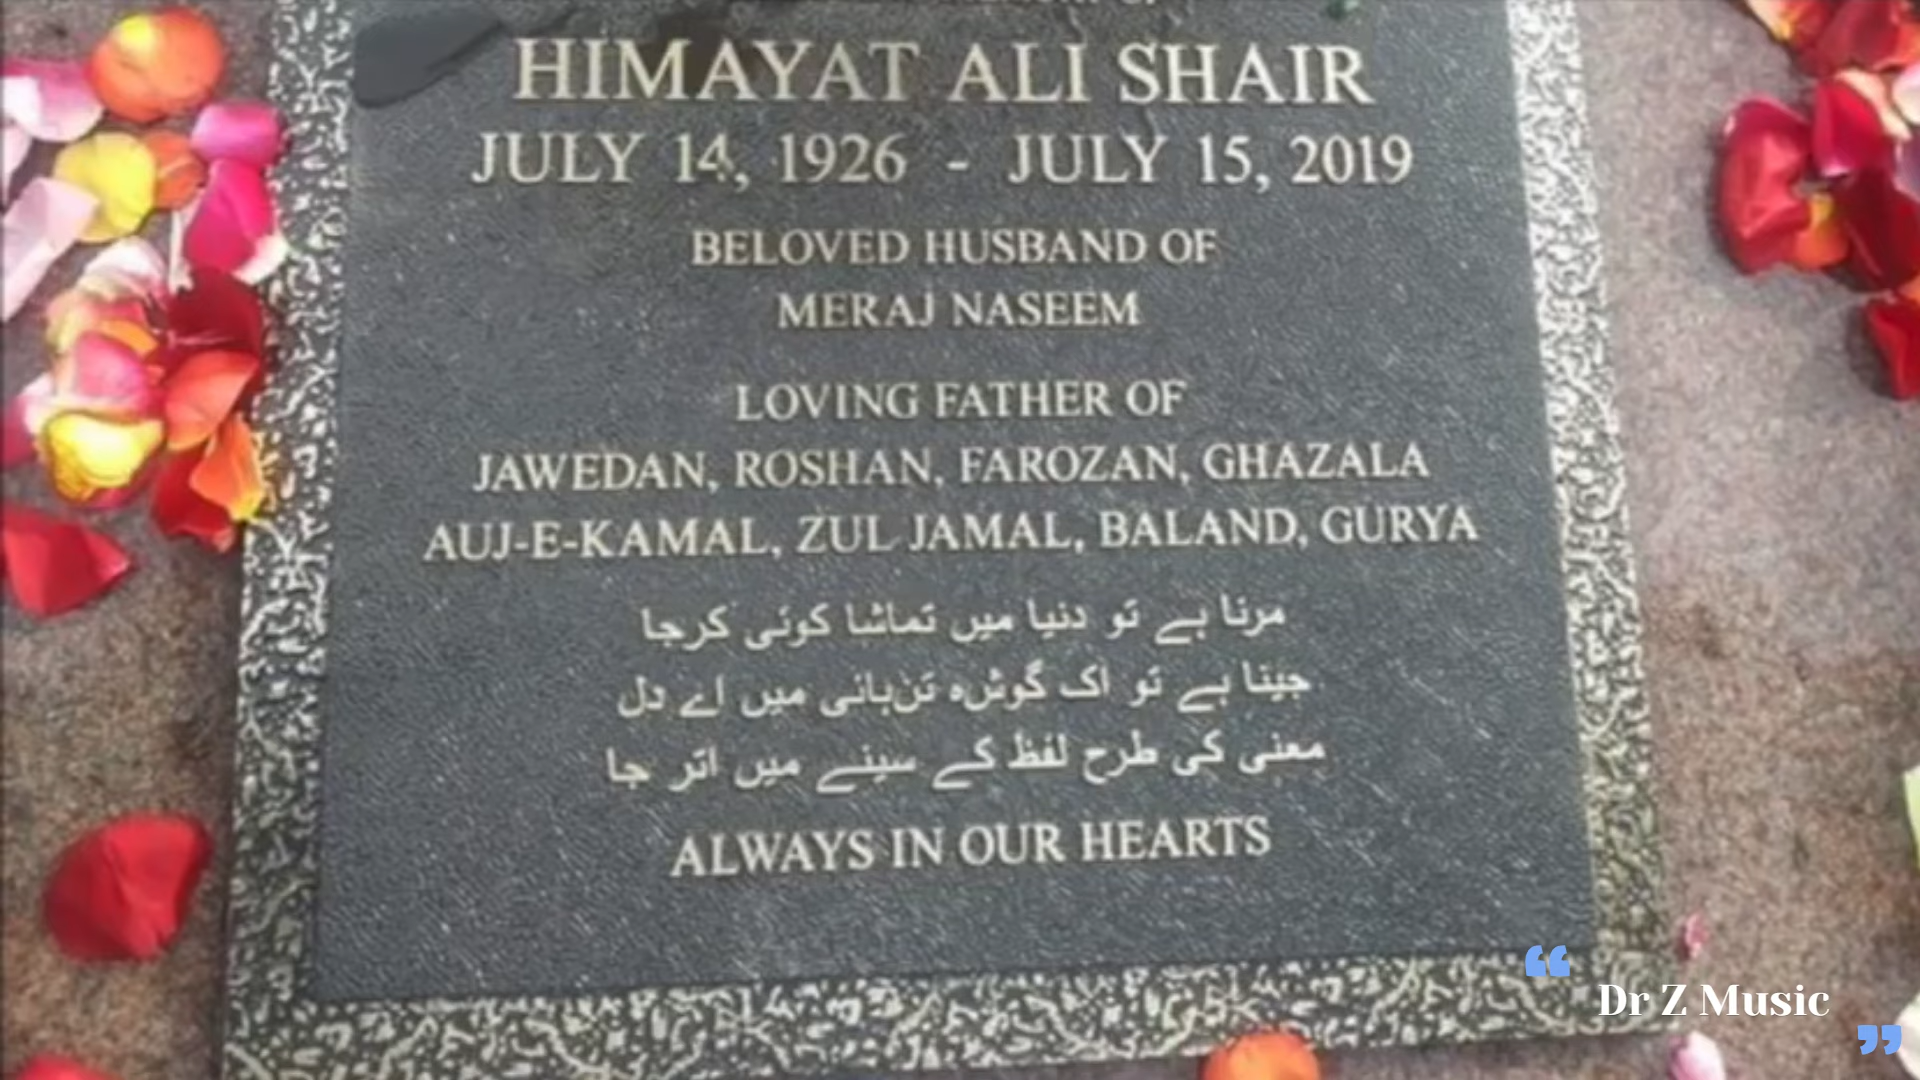 HIMAYAT ALI SHAIR
JULY 14, 1926 - JULY 15, 2019
BELOVED HUSBAND OF
MERAJ NASEEM
LOVING FATHER OF
JAWEDAN, ROSHAN, FAROZAN, GHAZALA
AUJ-E-KAMAL, ZUL JAMAL, BALAND, GURYA
مرنا ہے تو دنیا میں تماشا کوئی کرجا
جینا ہے تو اک گوشہ تنہائی میں اے دل
معنی کی طرح لفظ کے سینے میں اتر جا
ALWAYS IN OUR HEARTS
“ Dr Z Music ”